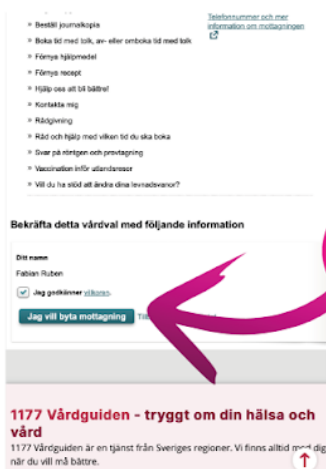 » Beställ journalkopia
Telefonnummer och mer
information om mottagningen
» Boka tid med tolk, av- eller omboka tid med tolk
» Förnya hjälpmedel
» Förnya recept
» Hjälp oss att bli bättre!
» Kontakta mig
» Rådgivning
» Råd och hjälp med vilken tid du ska boka
» Svar på röntgen och provtagning
» Vaccination inför utlandsresor
» Vill du ha stöd att ändra dina levnadsvanor?
Bekräfta detta vårdval med följande information
Ditt namn
Fabian Ruben
Jag godkänner villkoren.
Jag vill byta mottagning
1177 Vårdguiden - tryggt om din hälsa och
vård
1177 Vårdguiden är en tjänst från Sveriges regioner. Vi finns alltid med dig
när du vill må bättre.